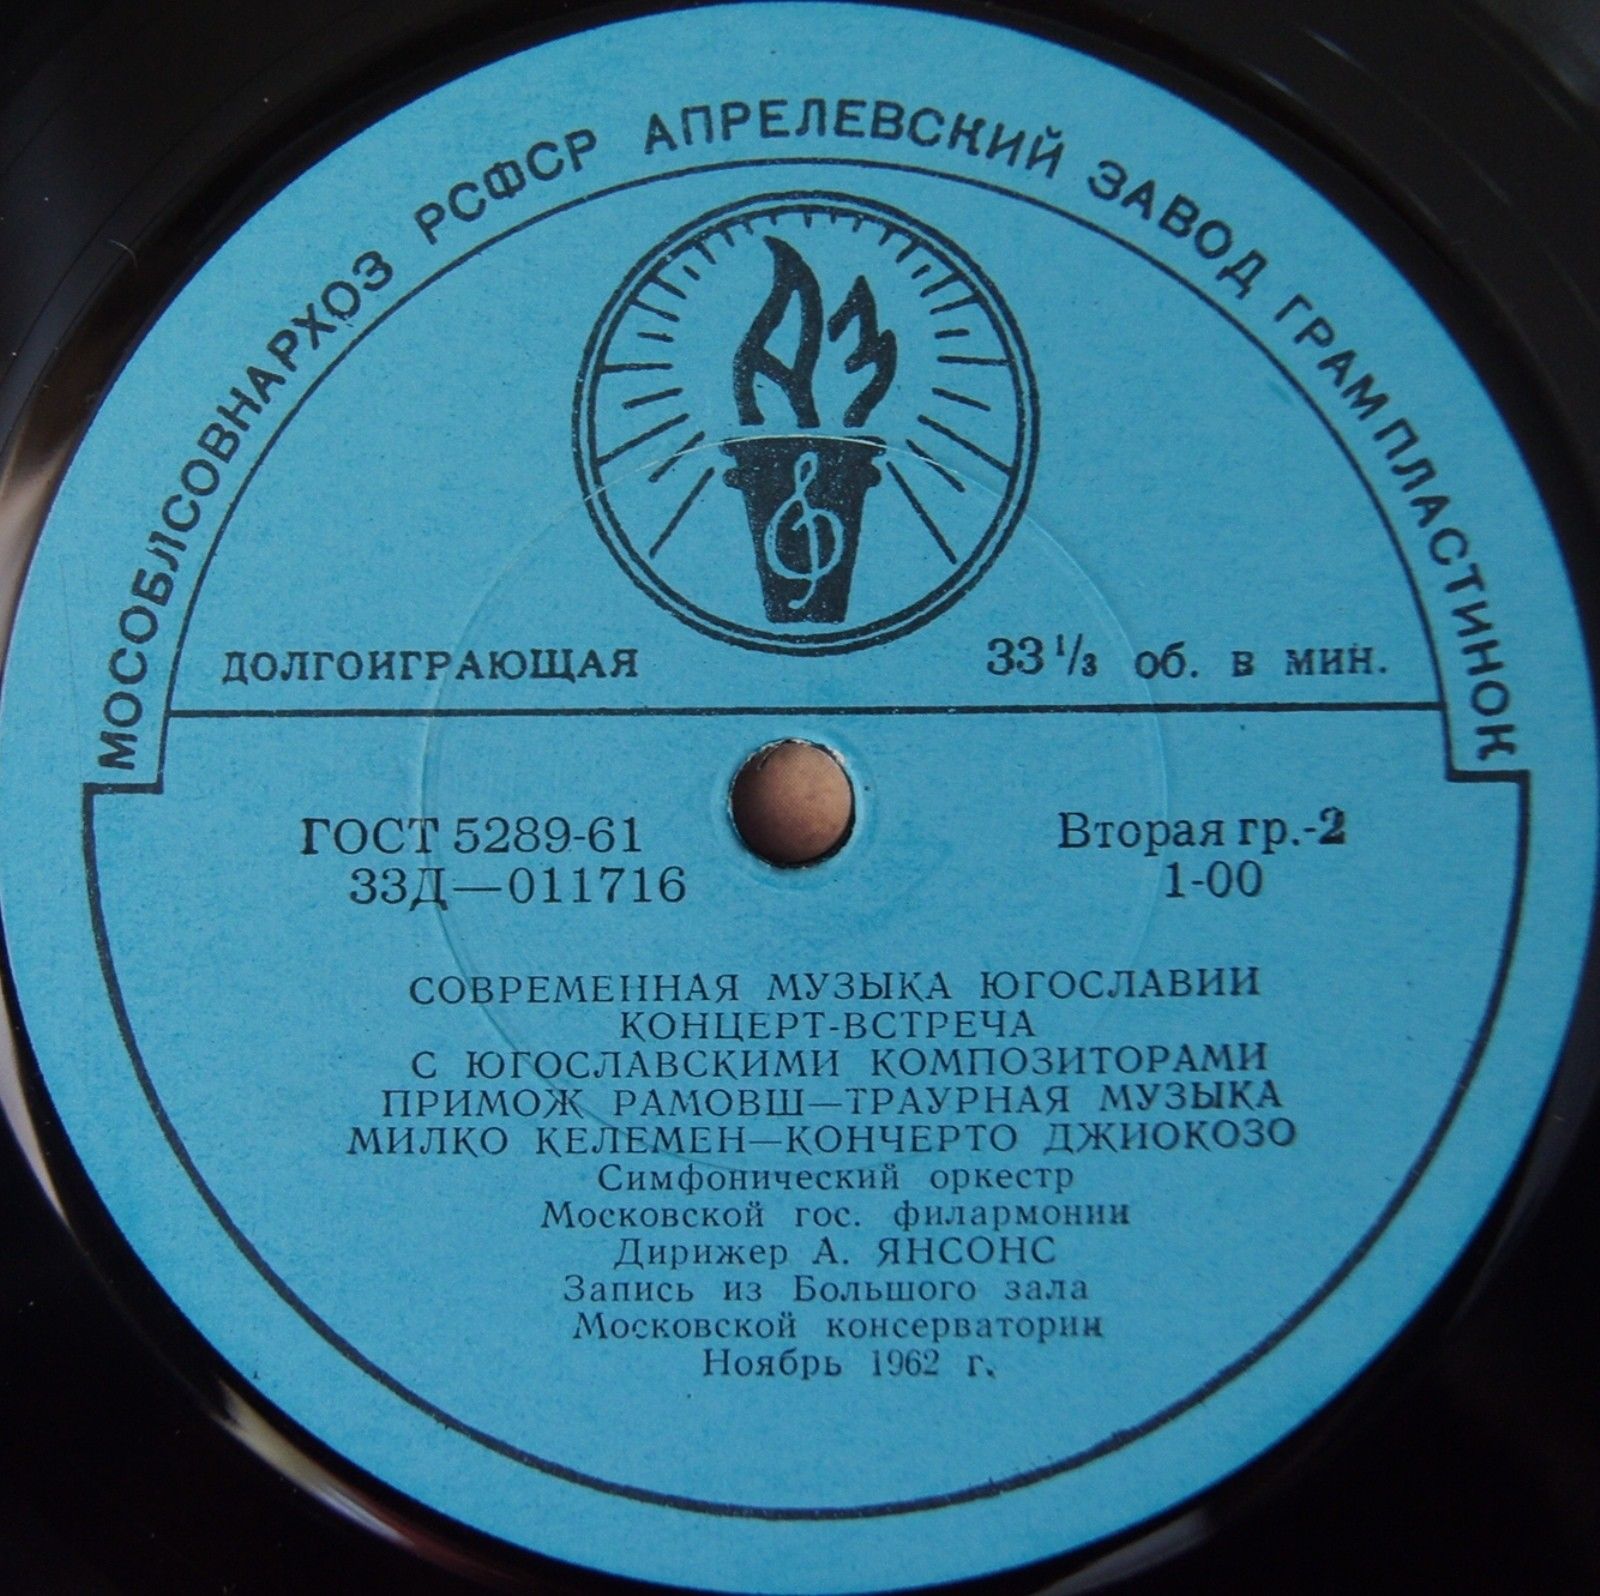 МОСОБЛСОВНАРХОЗ РСФСР АПРЕЛЕВСКИЙ ЗАВОД ГРАМПЛАСТИНОК
АЗ
ДОЛГОИГРАЮЩАЯ 33 1/3 об. в мин.
ГОСТ 5289-61 Вторая гр.-2
33Д—011716 1-00
СОВРЕМЕННАЯ МУЗЫКА ЮГОСЛАВИИ
КОНЦЕРТ-ВСТРЕЧА
С ЮГОСЛАВСКИМИ КОМПОЗИТОРАМИ
ПРИМОЖ РАМОВШ—ТРАУРНАЯ МУЗЫКА
МИЛКО КЕЛЕМЕН—КОНЧЕРТО ДЖИОКОЗО
Симфонический оркестр
Московской гос. филармонии
Дирижер А. ЯНСОНС
Запись из Большого зала
Московской консерватории
Ноябрь 1962 г.